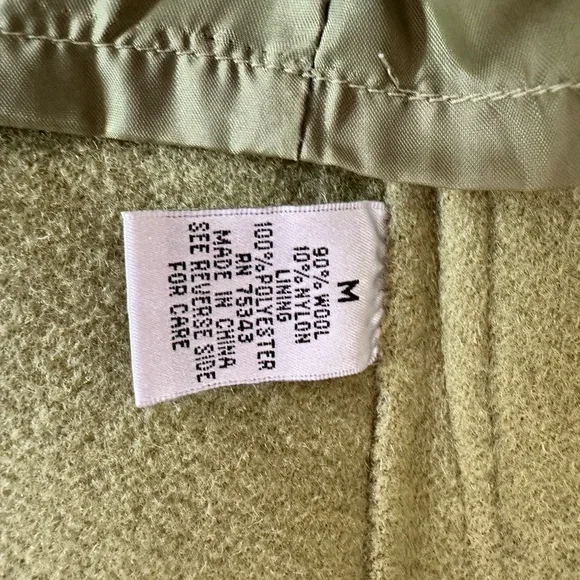 M
90% WOOL
10% NYLON
LINING
100% POLYESTER
RN 75343
MADE IN CHINA
SEE REVERSE SIDE
FOR CARE